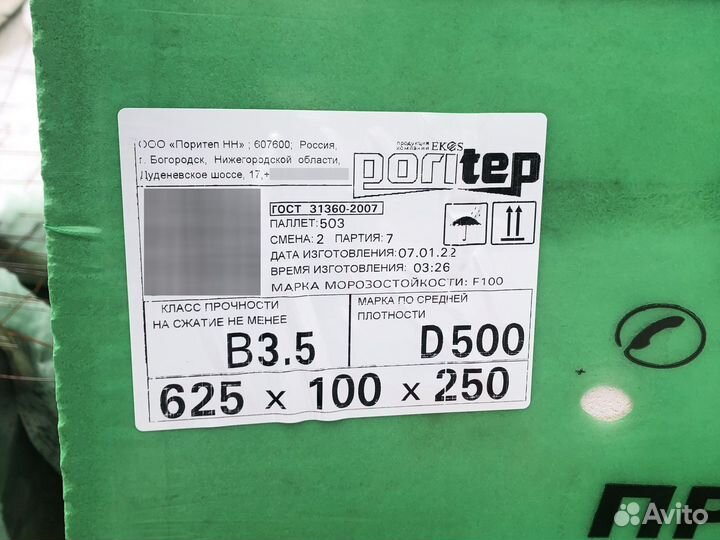 ООО «Поритеп НН» ; 607600; Россия,
г. Богородск, Нижегородской области,
Дуденевское шоссе, 17,+
продукция компании EKOS
poritep
ГОСТ 31360-2007
ПАЛЛЕТ: 503
СМЕНА: 2 ПАРТИЯ: 7
ДАТА ИЗГОТОВЛЕНИЯ: 07.01.22
ВРЕМЯ ИЗГОТОВЛЕНИЯ: 03:26
МАРКА МОРОЗОСТОЙКОСТИ: F100
КЛАСС ПРОЧНОСТИ
НА СЖАТИЕ НЕ МЕНЕЕ
B3.5
МАРКА ПО СРЕДНЕЙ
ПЛОТНОСТИ
D500
625 x 100 x 250
ПР
Avito